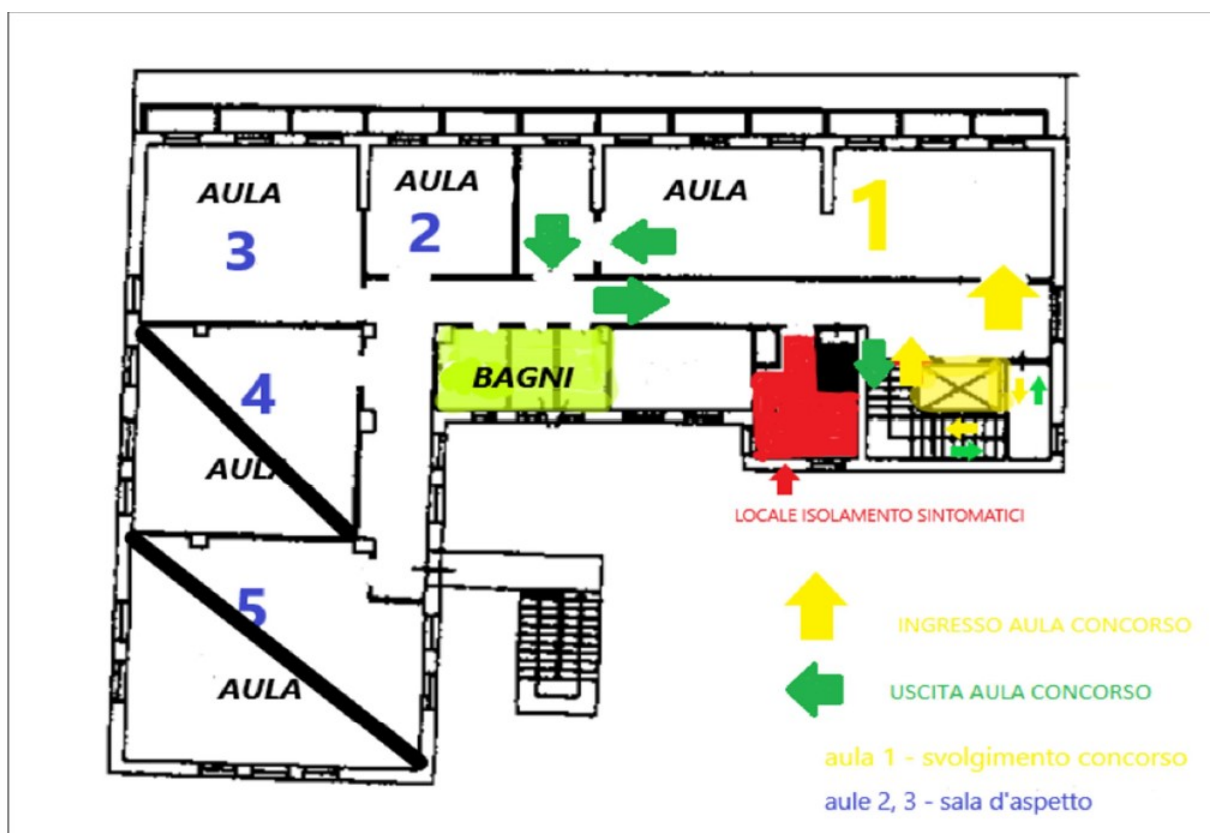 AULA
3
AULA
2
AULA
1
BAGNI
4
AULA
LOCALE ISOLAMENTO SINTOMATICI
5
AULA
INGRESSO AULA CONCORSO
USCITA AULA CONCORSO
aula 1 - svolgimento concorso
aule 2, 3 - sala d'aspetto